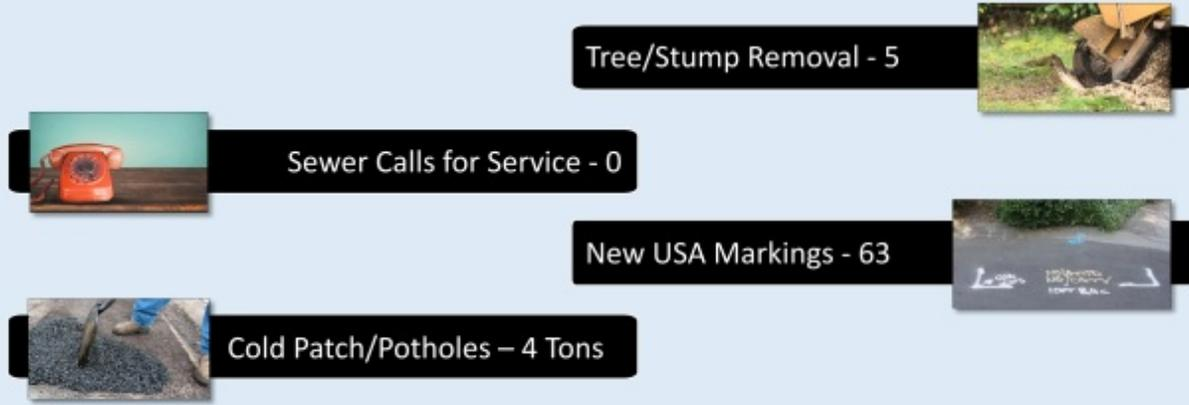 Tree/Stump Removal - 5
Sewer Calls for Service - 0
New USA Markings - 63
Cold Patch/Potholes – 4 Tons